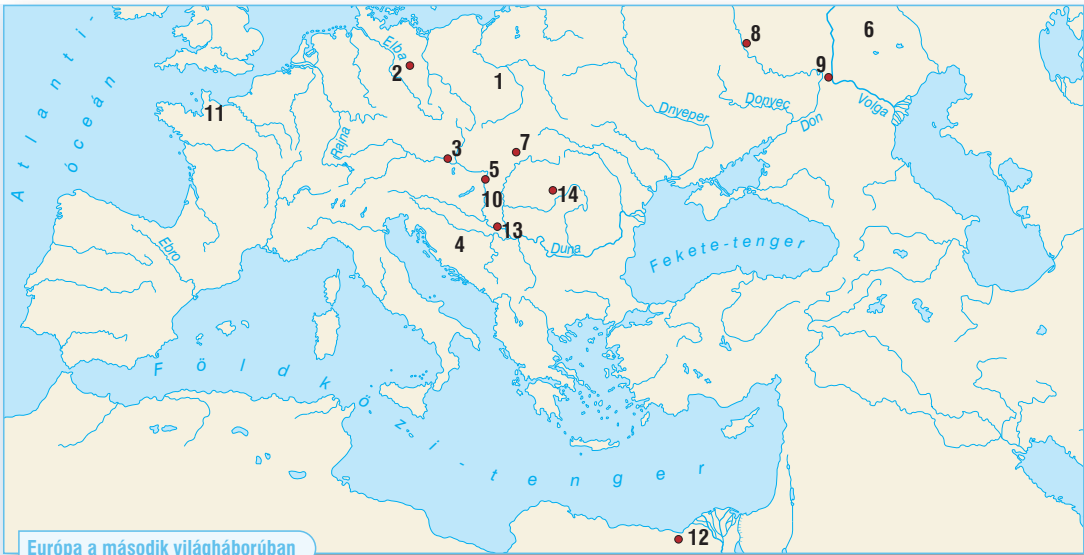 Atlanti
óceán
11
Elba
2
1
8
6
9
Dnyeper
Donyec
Don
Volga
Rajna
3
7
5
10
14
13
4
Duna
Fekete-tenger
Ebro
Földközi-tenger
12
Európa a második világháborúban